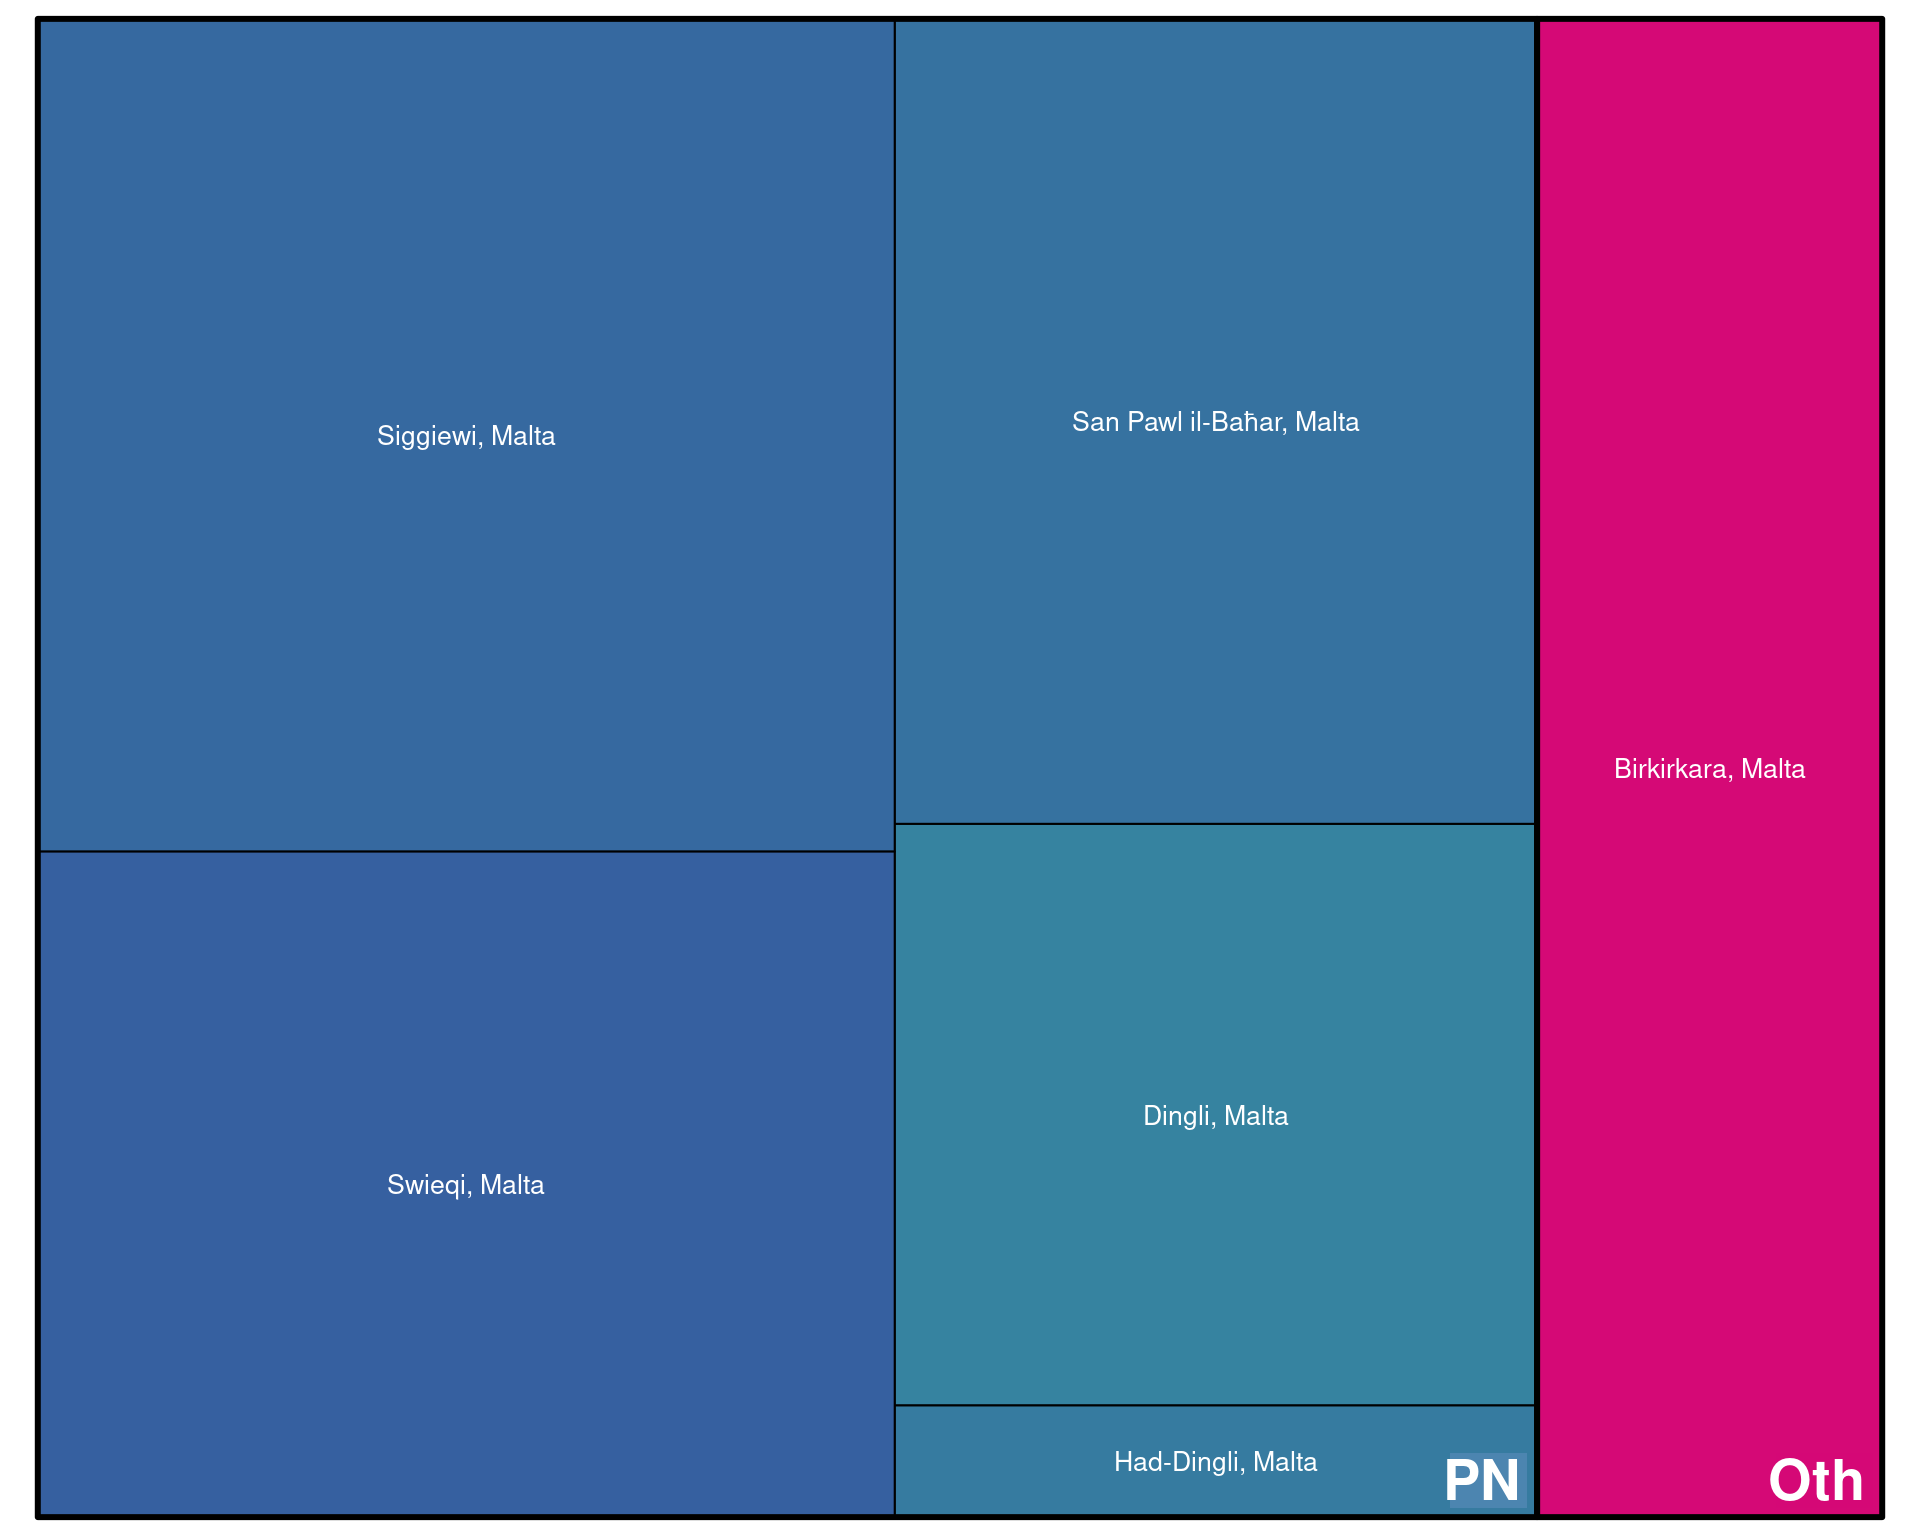 Siggiewi, Malta
San Pawl il-Baħar, Malta
Birkirkara, Malta
Dingli, Malta
Swieqi, Malta
Had-Dingli, Malta
PN
Oth